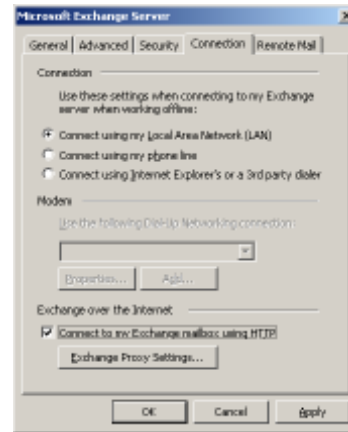 Microsoft Exchange Server
General Advanced Security Connection Remote Mail
Connection
Use these settings when connecting to my Exchange
server when working offline:
Connect using my Local Area Network (LAN)
Connect using my phone line
Connect using Internet Explorer's or a 3rd party dialer
Modem
Use the following Dial-Up Networking connection:
Properties... Add...
Exchange over the Internet
Connect to my Exchange mailbox using HTTP
Exchange Proxy Settings...
OK Cancel Apply